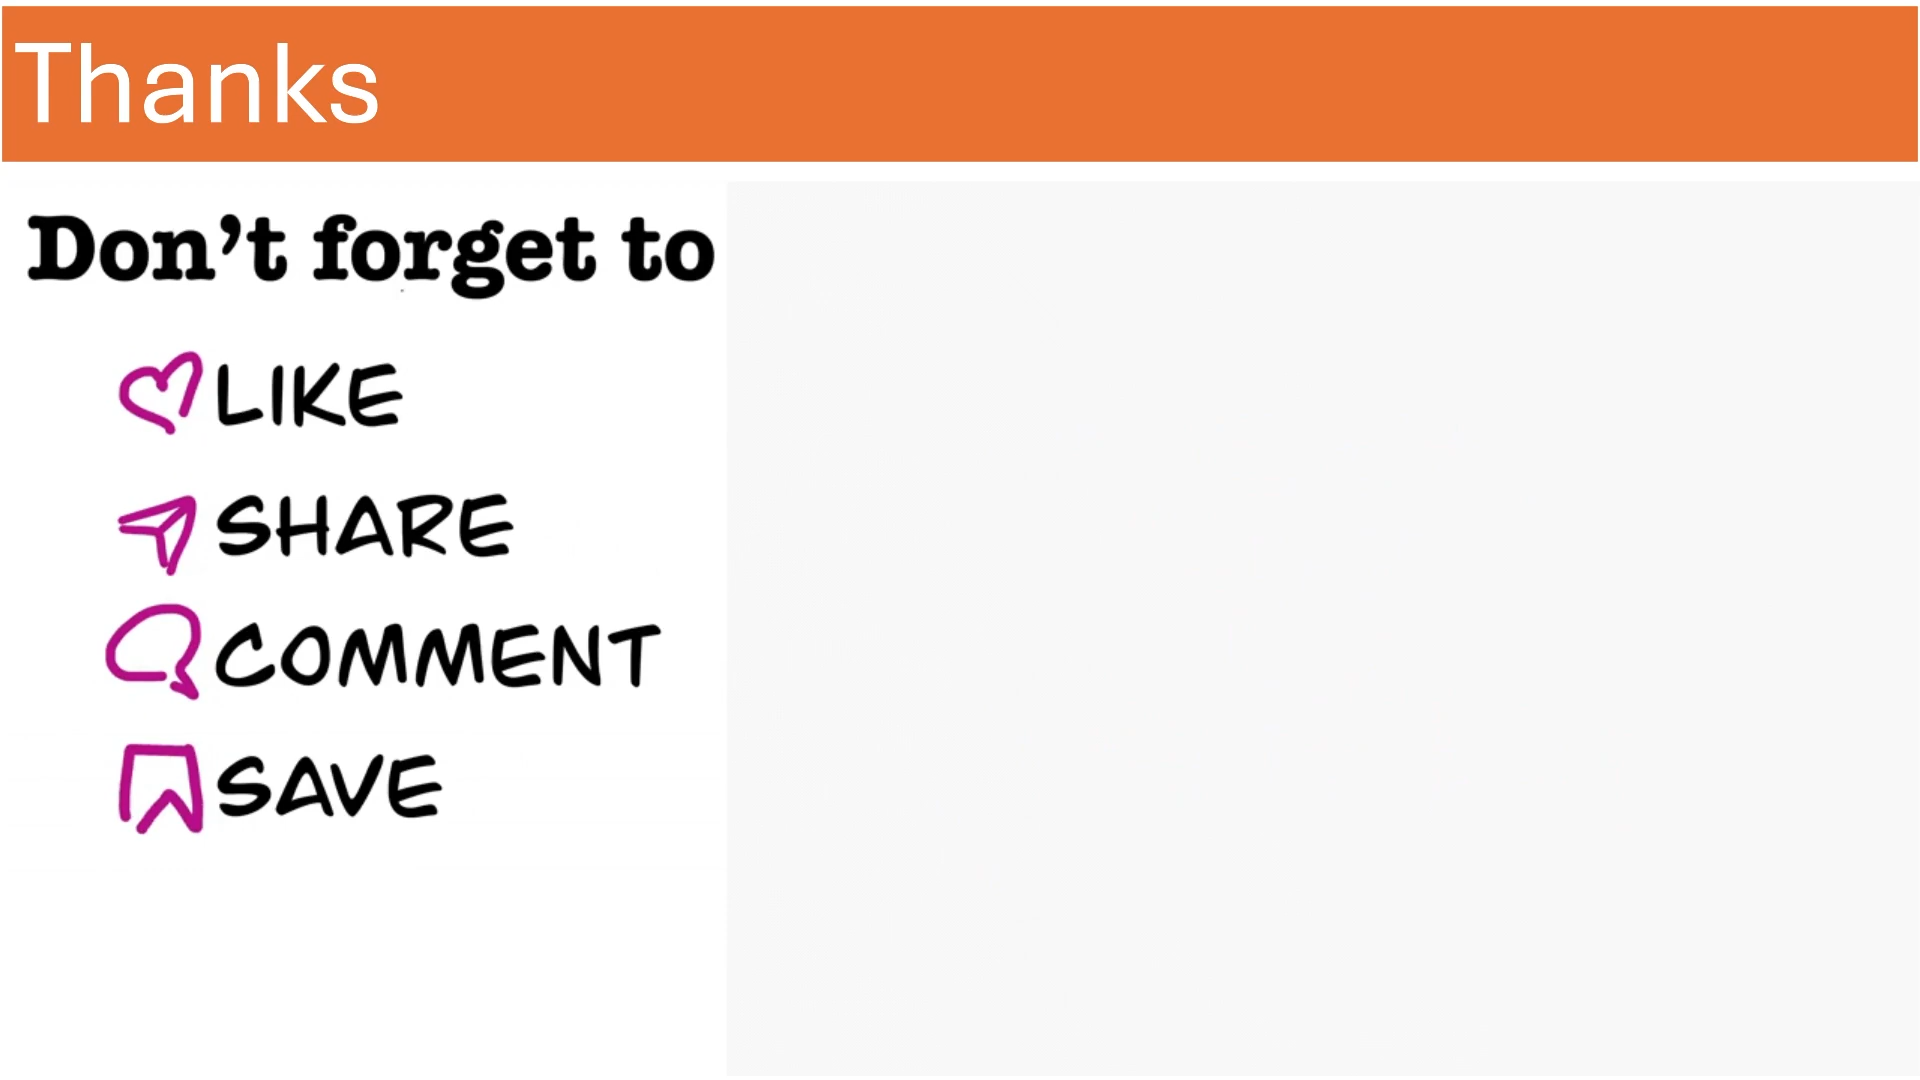 Thanks
Don’t forget to
LIKE
SHARE
COMMENT
SAVE